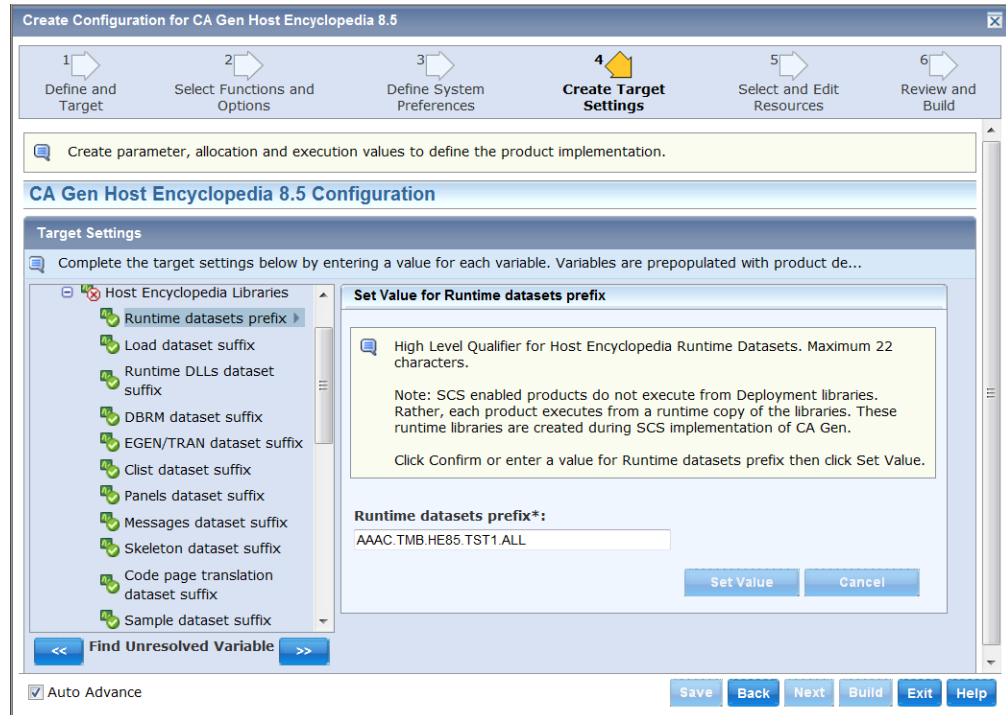 Create Configuration for CA Gen Host Encyclopedia 8.5
1
Define and
Target
2
Select Functions and
Options
3
Define System
Preferences
4
Create Target
Settings
5
Select and Edit
Resources
6
Review and
Build
Create parameter, allocation and execution values to define the product implementation.
CA Gen Host Encyclopedia 8.5 Configuration
Target Settings
Complete the target settings below by entering a value for each variable. Variables are prepopulated with product de...
Host Encyclopedia Libraries
Runtime datasets prefix
Load dataset suffix
Runtime DLLs dataset
suffix
DBRM dataset suffix
EGEN/TRAN dataset suffix
Clist dataset suffix
Panels dataset suffix
Messages dataset suffix
Skeleton dataset suffix
Code page translation
dataset suffix
Sample dataset suffix
<< Find Unresolved Variable >>
Set Value for Runtime datasets prefix
High Level Qualifier for Host Encyclopedia Runtime Datasets. Maximum 22
characters.
Note: SCS enabled products do not execute from Deployment libraries.
Rather, each product executes from a runtime copy of the libraries. These
runtime libraries are created during SCS implementation of CA Gen.
Click Confirm or enter a value for Runtime datasets prefix then click Set Value.
Runtime datasets prefix*:
AAAC.TMB.HE85.TST1.ALL
Set Value Cancel
Auto Advance
Save Back Next Build Exit Help